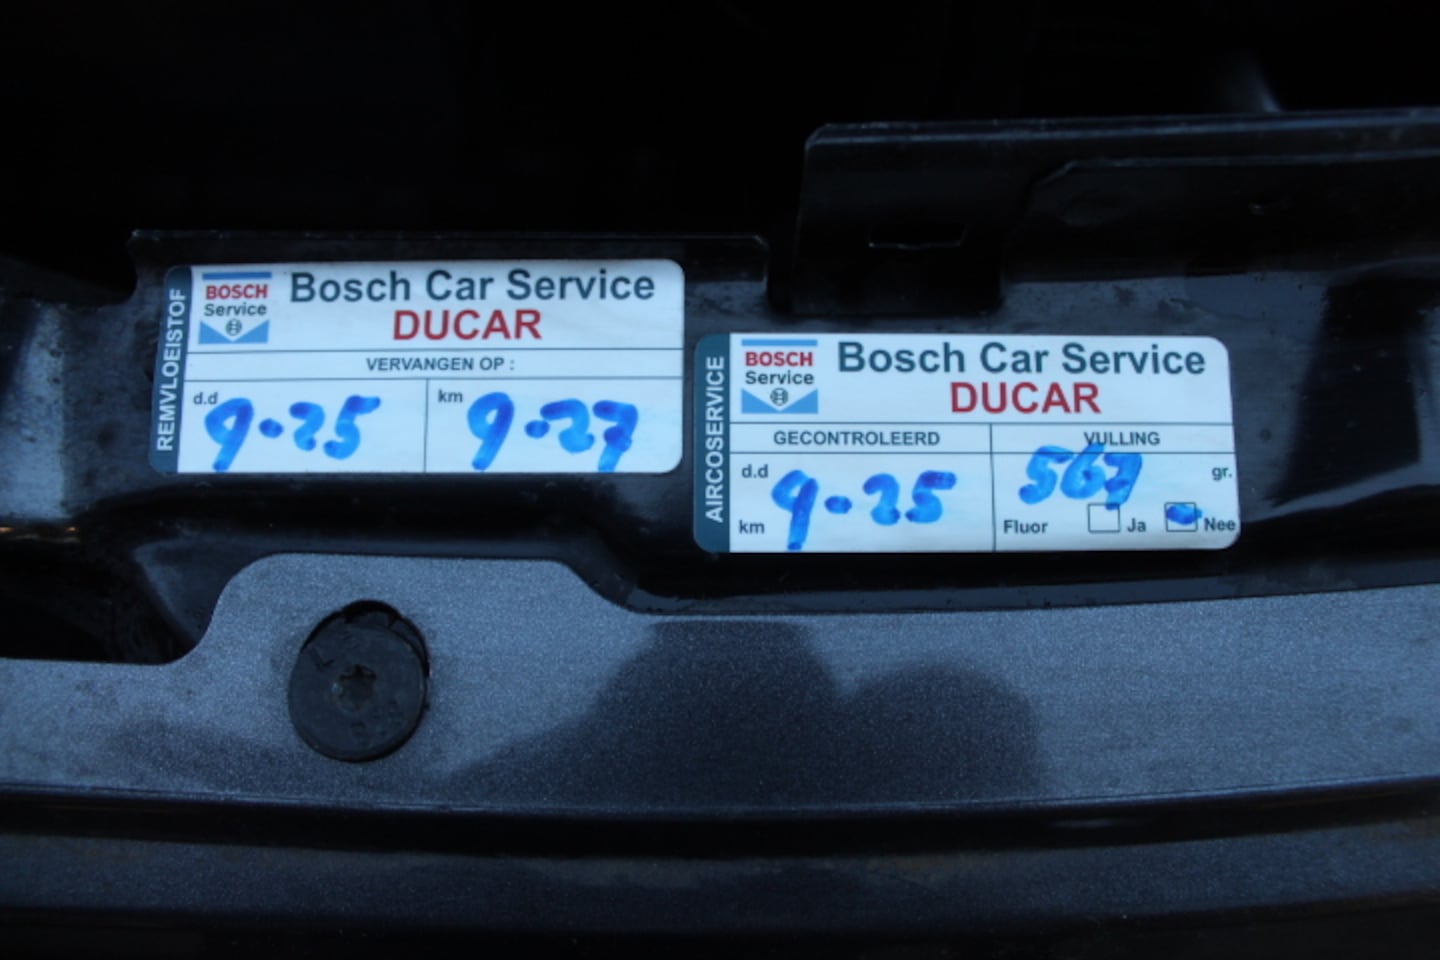 REMVLOEISTOF
BOSCH
Service
Bosch Car Service
DUCAR
VERVANGEN OP :
d.d
9-25
km
9-27
AIRCOSERVICE
BOSCH
Service
Bosch Car Service
DUCAR
GECONTROLEERD
VULLING
d.d
9-25
km
567
gr.
Fluor
Ja
Nee